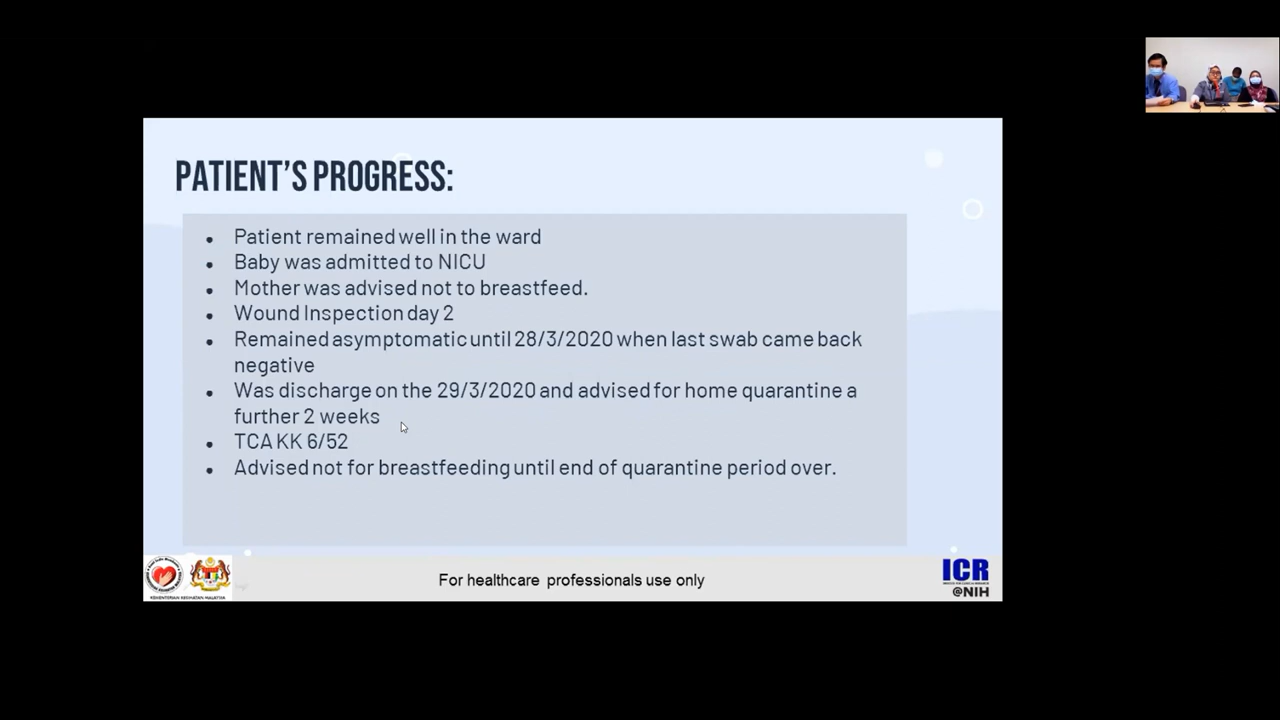 PATIENT'S PROGRESS:
Patient remained well in the ward
Baby was admitted to NICU
Mother was advised not to breastfeed.
Wound Inspection day 2
Remained asymptomatic until 28/3/2020 when last swab came back
negative
Was discharge on the 29/3/2020 and advised for home quarantine a
further 2 weeks
TCA KK 6/52
Advised not for breastfeeding until end of quarantine period over.
KEMENTERIAN KESIHATAN MALAYSIA
For healthcare professionals use only
ICR
@NIH